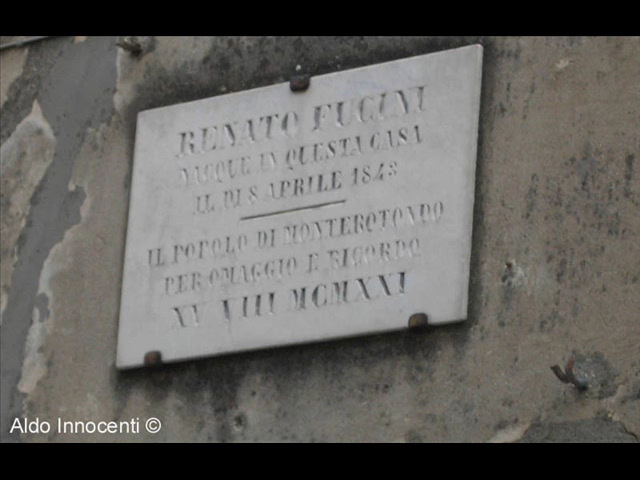 RENATO FUCINI
NACQUE IN QUESTA CASA
IL DI 8 APRILE 1843
IL POPOLO DI MONTEROTONDO
PER OMAGGIO E RICORDO
XV VIII MCMXXI
Aldo Innocenti ©